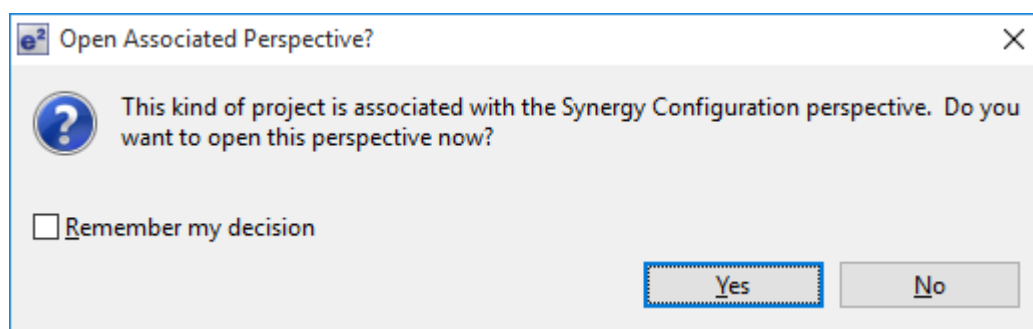 e² Open Associated Perspective?
This kind of project is associated with the Synergy Configuration perspective.  Do you
want to open this perspective now?
Remember my decision
Yes No